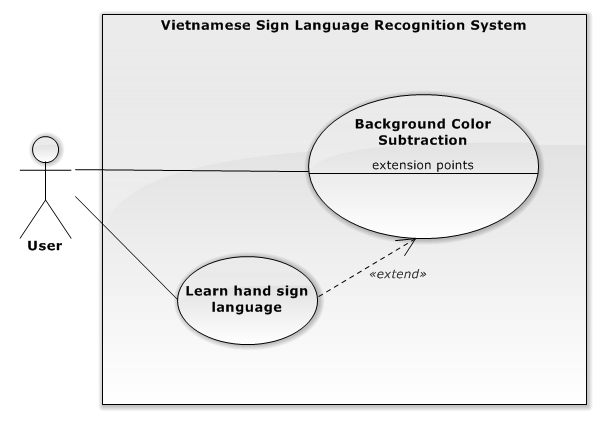 Vietnamese Sign Language Recognition System
Background Color
Subtraction
extension points
User
«extend»
Learn hand sign
language